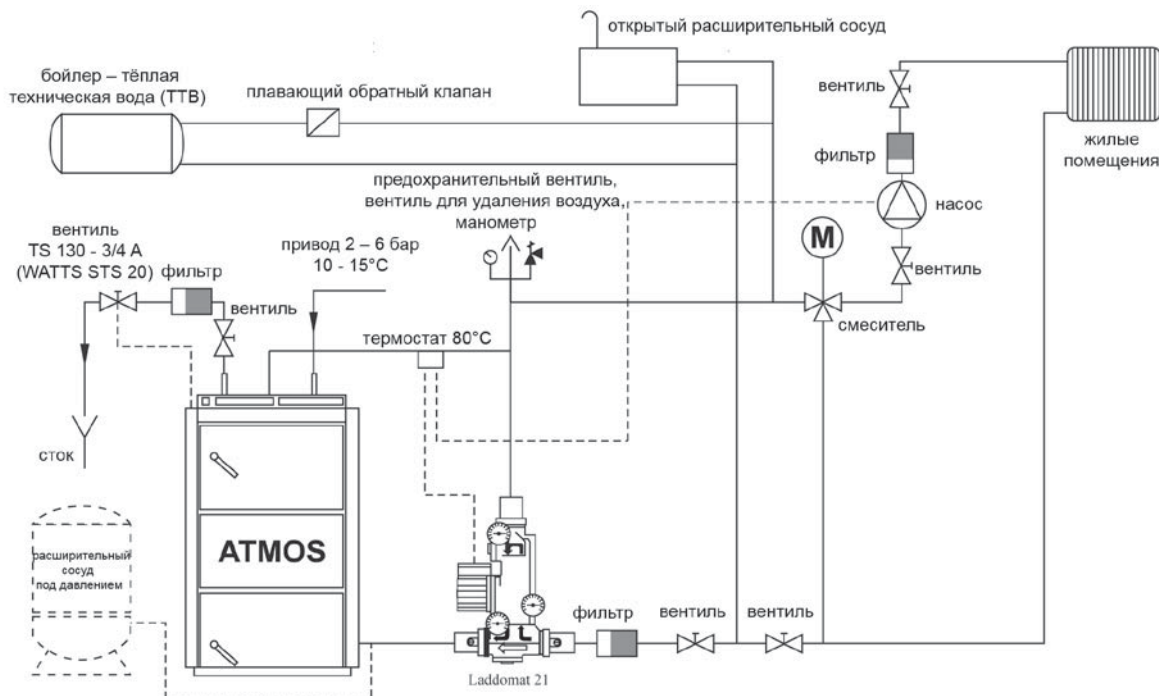 открытый расширительный сосуд
бойлер – тёплая
техническая вода (ТТВ)
плавающий обратный клапан
вентиль
фильтр
жилые
помещения
предохранительный вентиль,
вентиль для удаления воздуха,
манометр
насос
вентиль
TS 130 - 3/4 A
(WATTS STS 20)
фильтр
привод 2 – 6 бар
10 - 15°C
M
вентиль
вентиль
термостат 80°C
смеситель
сток
ATMOS
расширительный
сосуд
под давлением
фильтр
вентиль
вентиль
Laddomat 21